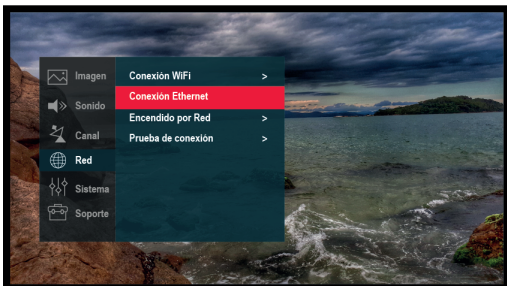 Imagen
Sonido
Canal
Red
Sistema
Soporte
Conexión WiFi >
Conexión Ethernet
Encendido por Red >
Prueba de conexión >